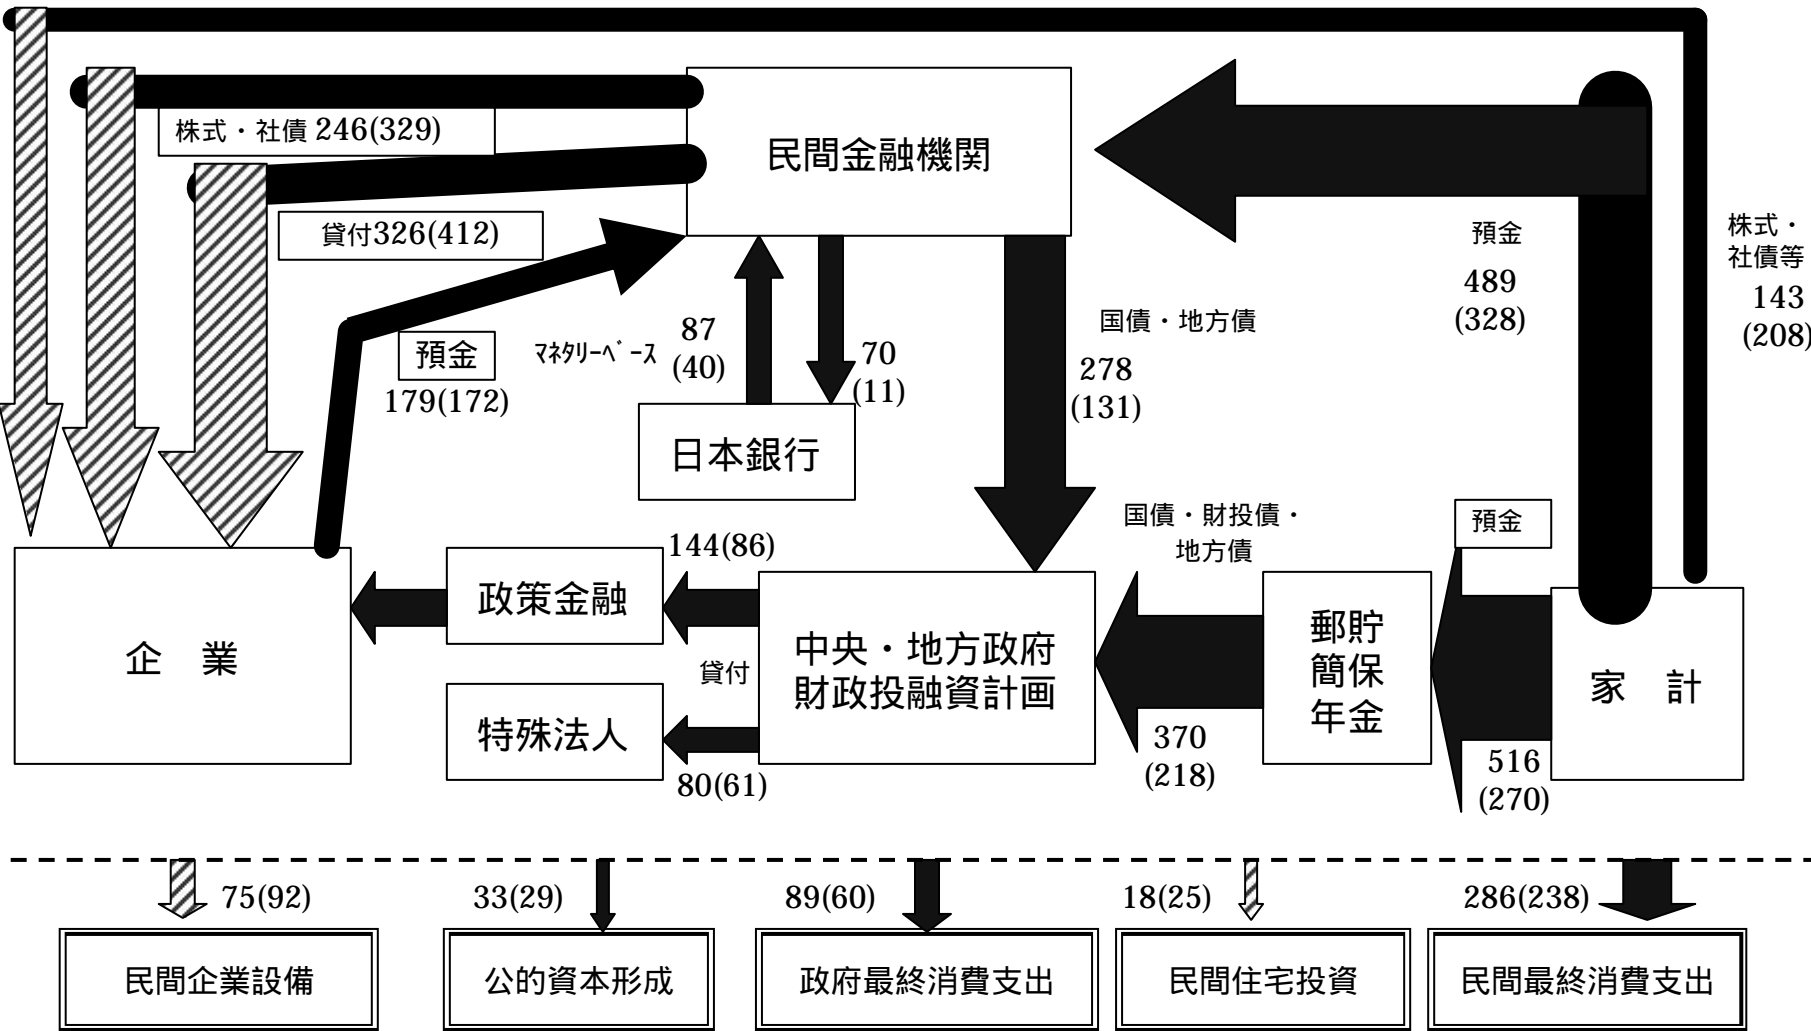 株式・社債 246(329)
民間金融機関
貸付326(412)
預金
489
(328)
株式・
社債等
143
(208)
国債・地方債
278
(131)
マネタリーベース
87
(40)
70
(11)
預金
179(172)
日本銀行
国債・財投債・
地方債
預金
144(86)
政策金融
企 業
貸付
中央・地方政府
財政投融資計画
郵貯
簡保
年金
家 計
特殊法人
80(61)
370
(218)
516
(270)
75(92)
33(29)
89(60)
18(25)
286(238)
民間企業設備
公的資本形成
政府最終消費支出
民間住宅投資
民間最終消費支出